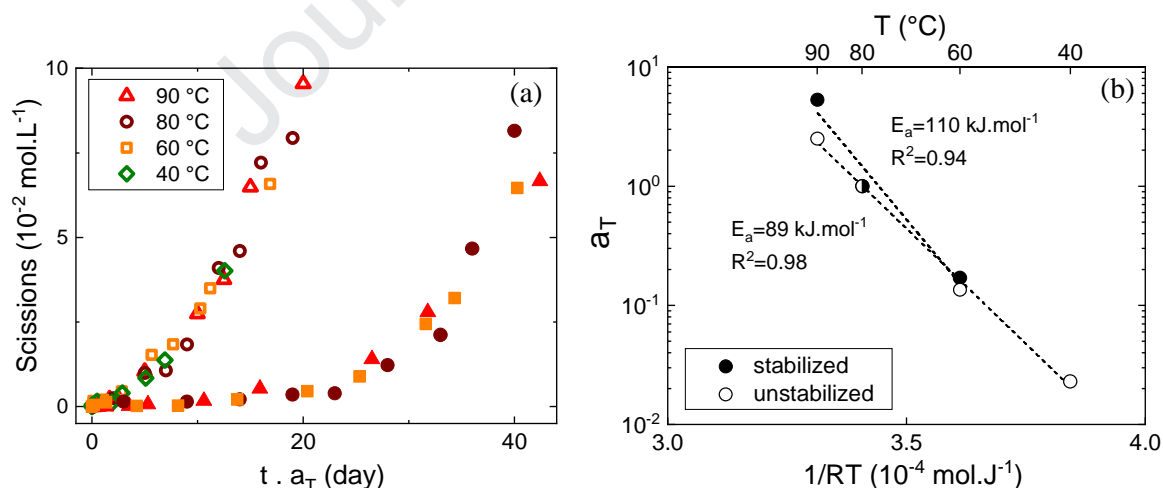 Jou
(a)
90 °C
80 °C
60 °C
40 °C
Scissions (10⁻² mol.L⁻¹)
10
5
0
0 20 40
t . a_T (day)
T (°C)
90 80 60 40
(b)
E_a=110 kJ.mol⁻¹
R²=0.94
E_a=89 kJ.mol⁻¹
R²=0.98
a_T
10¹
10⁰
10⁻¹
10⁻²
stabilized
unstabilized
3.0 3.5 4.0
1/RT (10⁻⁴ mol.J⁻¹)